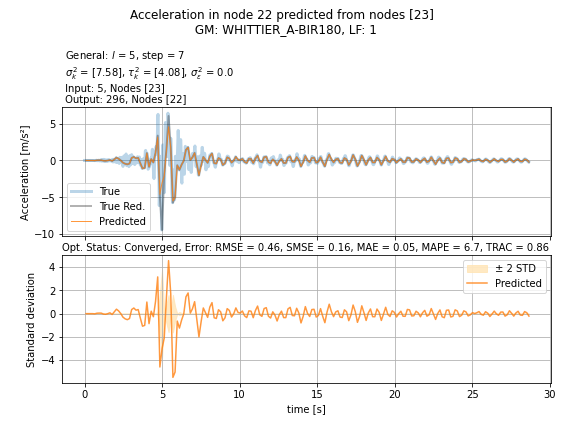 Acceleration in node 22 predicted from nodes [23]
GM: WHITTIER_A-BIR180, LF: 1
General: l = 5, step = 7
σ²ₖ = [7.58], τ²ₖ = [4.08], σ²ε = 0.0
Input: 5, Nodes [23]
Output: 296, Nodes [22]
Acceleration [m/s²]
5
0
−5
−10
True
True Red.
Predicted
Opt. Status: Converged, Error: RMSE = 0.46, SMSE = 0.16, MAE = 0.05, MAPE = 6.7, TRAC = 0.86
Standard deviation
4
2
0
−2
−4
± 2 STD
Predicted
0 5 10 15 20 25 30
time [s]